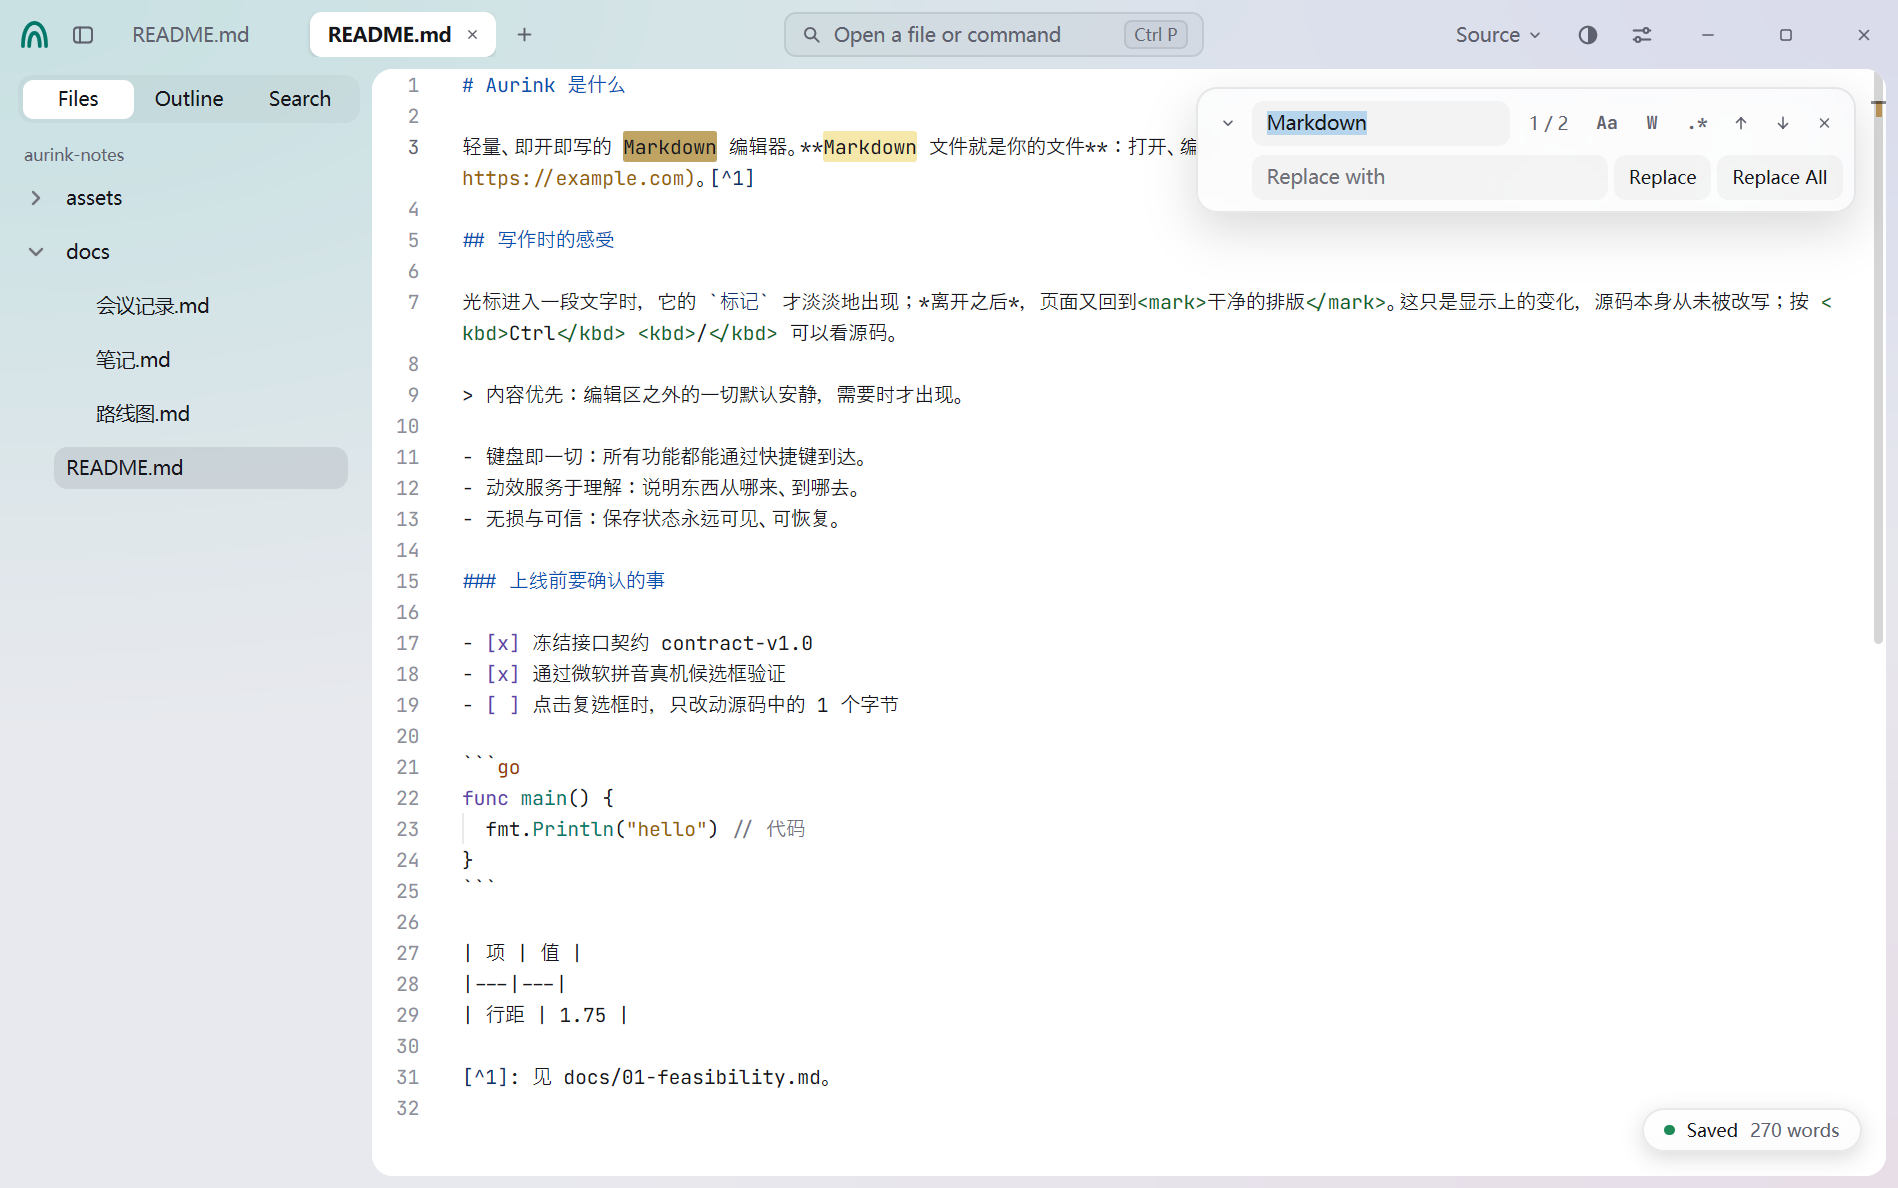 README.md
README.md
Open a file or command
Ctrl P
Source
Files
Outline
Search
aurink-notes
assets
docs
会议记录.md
笔记.md
路线图.md
README.md
Markdown
1 / 2
Aa
W
.*
Replace with
Replace
Replace All
1 # Aurink 是什么
2
3 轻量、即开即写的 Markdown 编辑器。**Markdown 文件就是你的文件**：打开、编
https://example.com)。[^1]
4
5 ## 写作时的感受
6
7 光标进入一段文字时，它的 `标记` 才淡淡地出现；*离开之后*，页面又回到<mark>干净的排版</mark>。这只是显示上的变化，源码本身从未被改写；按 <
kbd>Ctrl</kbd> <kbd>/</kbd> 可以看源码。
8
9 > 内容优先：编辑区之外的一切默认安静，需要时才出现。
10
11 - 键盘即一切：所有功能都能通过快捷键到达。
12 - 动效服务于理解：说明东西从哪来、到哪去。
13 - 无损与可信：保存状态永远可见、可恢复。
14
15 ### 上线前要确认的事
16
17 - [x] 冻结接口契约 contract-v1.0
18 - [x] 通过微软拼音真机候选框验证
19 - [ ] 点击复选框时，只改动源码中的 1 个字节
20
21 ```go
22 func main() {
23   fmt.Println("hello") // 代码
24 }
25 ```
26
27 | 项 | 值 |
28 |---|---|
29 | 行距 | 1.75 |
30
31 [^1]: 见 docs/01-feasibility.md。
32
Saved 270 words